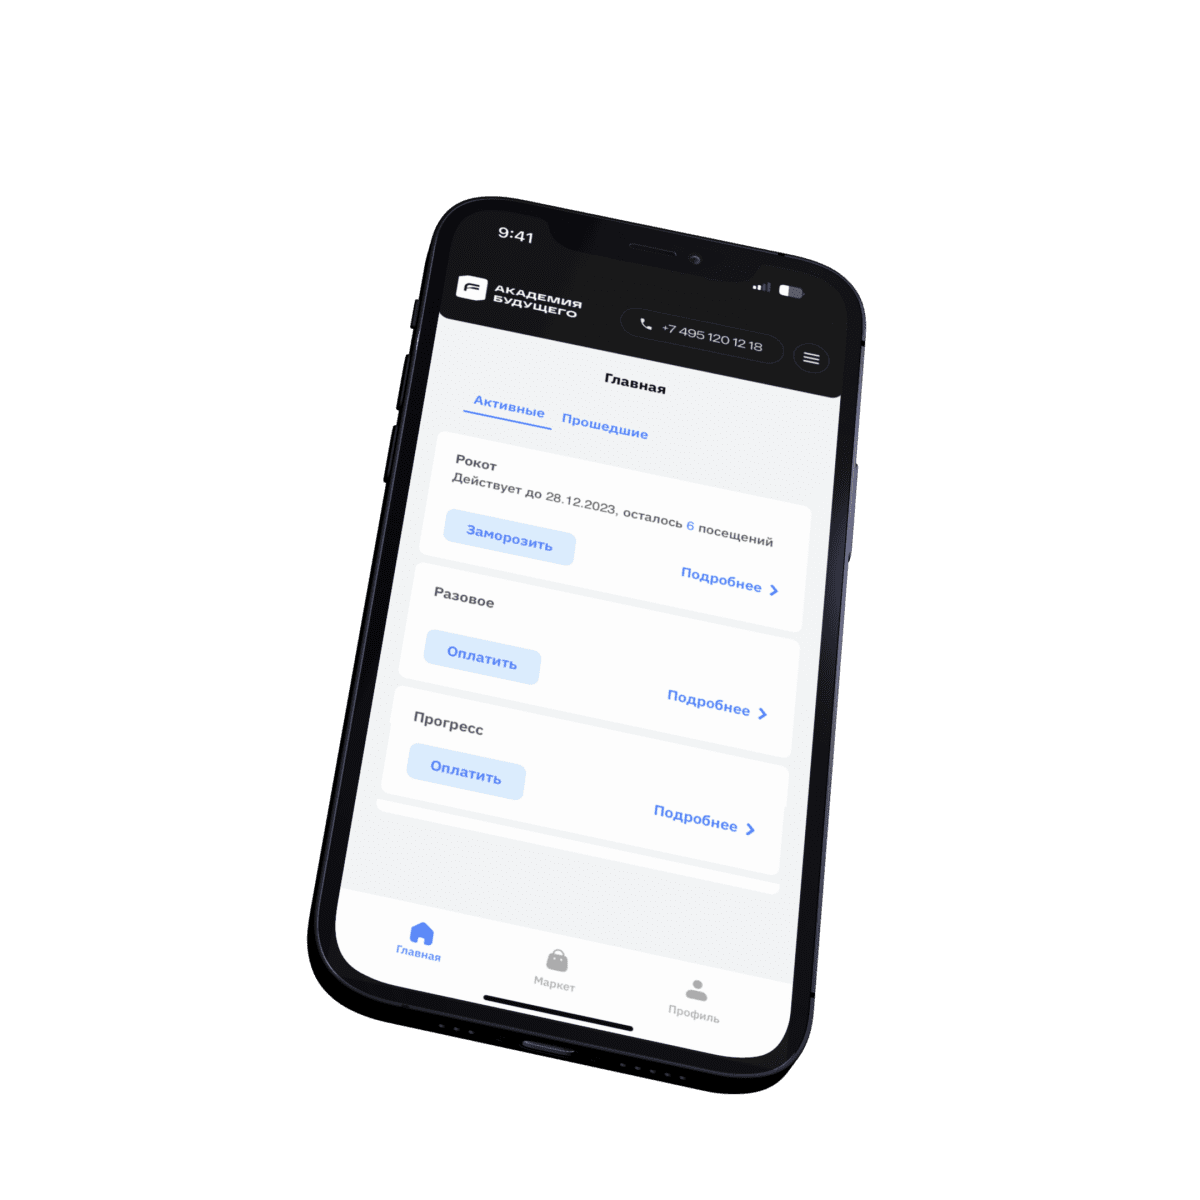 9:41
АКАДЕМИЯ
БУДУЩЕГО
+7 495 120 12 18
Главная
Активные Прошедшие
Рокот
Действует до 28.12.2023, осталось 6 посещений
Заморозить
Подробнее
Разовое
Оплатить
Подробнее
Прогресс
Оплатить
Подробнее
Главная
Маркет
Профиль